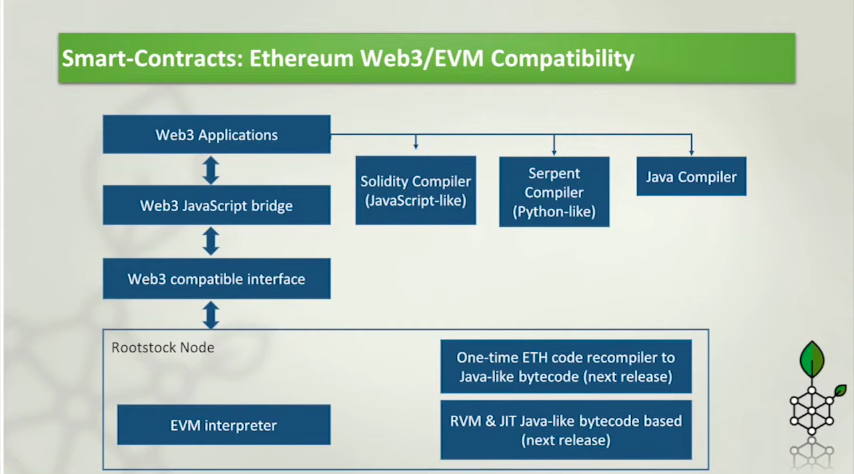 Smart-Contracts: Ethereum Web3/EVM Compatibility
Web3 Applications
Solidity Compiler
(JavaScript-like)
Serpent
Compiler
(Python-like)
Java Compiler
Web3 JavaScript bridge
Web3 compatible interface
Rootstock Node
One-time ETH code recompiler to
Java-like bytecode (next release)
EVM interpreter
RVM & JIT Java-like bytecode based
(next release)